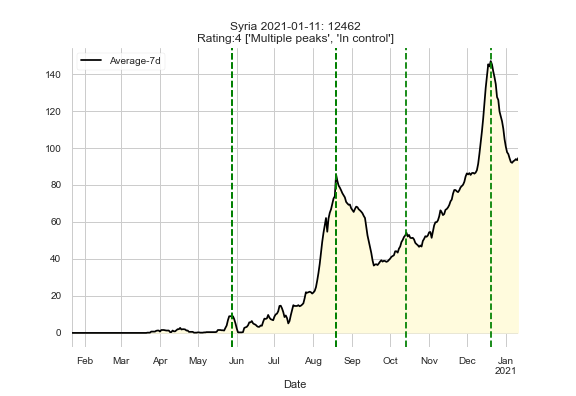 Syria 2021-01-11: 12462
Rating:4 ['Multiple peaks', 'In control']
Average-7d
140
120
100
80
60
40
20
0
Feb Mar Apr May Jun Jul Aug Sep Oct Nov Dec Jan
2021
Date